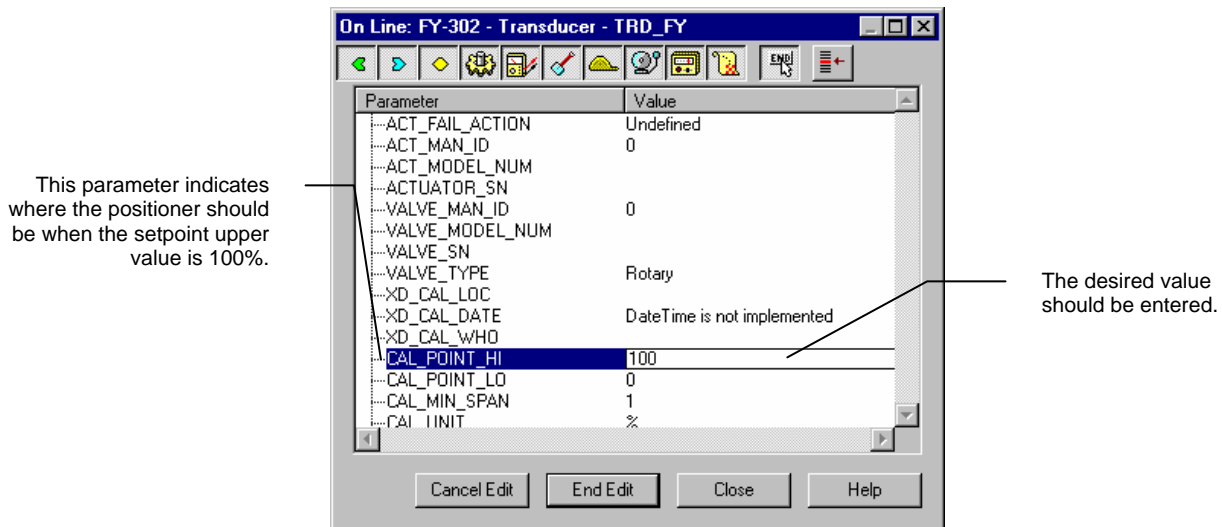 On Line: FY-302 - Transducer - TRD_FY
END
Parameter Value
ACT_FAIL_ACTION Undefined
ACT_MAN_ID 0
ACT_MODEL_NUM
ACTUATOR_SN
VALVE_MAN_ID 0
VALVE_MODEL_NUM
VALVE_SN
VALVE_TYPE Rotary
XD_CAL_LOC
XD_CAL_DATE DateTime is not implemented
XD_CAL_WHO
CAL_POINT_HI 100
CAL_POINT_LO 0
CAL_MIN_SPAN 1
CAL_UNIT %
Cancel Edit End Edit Close Help
This parameter indicates
where the positioner should
be when the setpoint upper
value is 100%.
The desired value
should be entered.